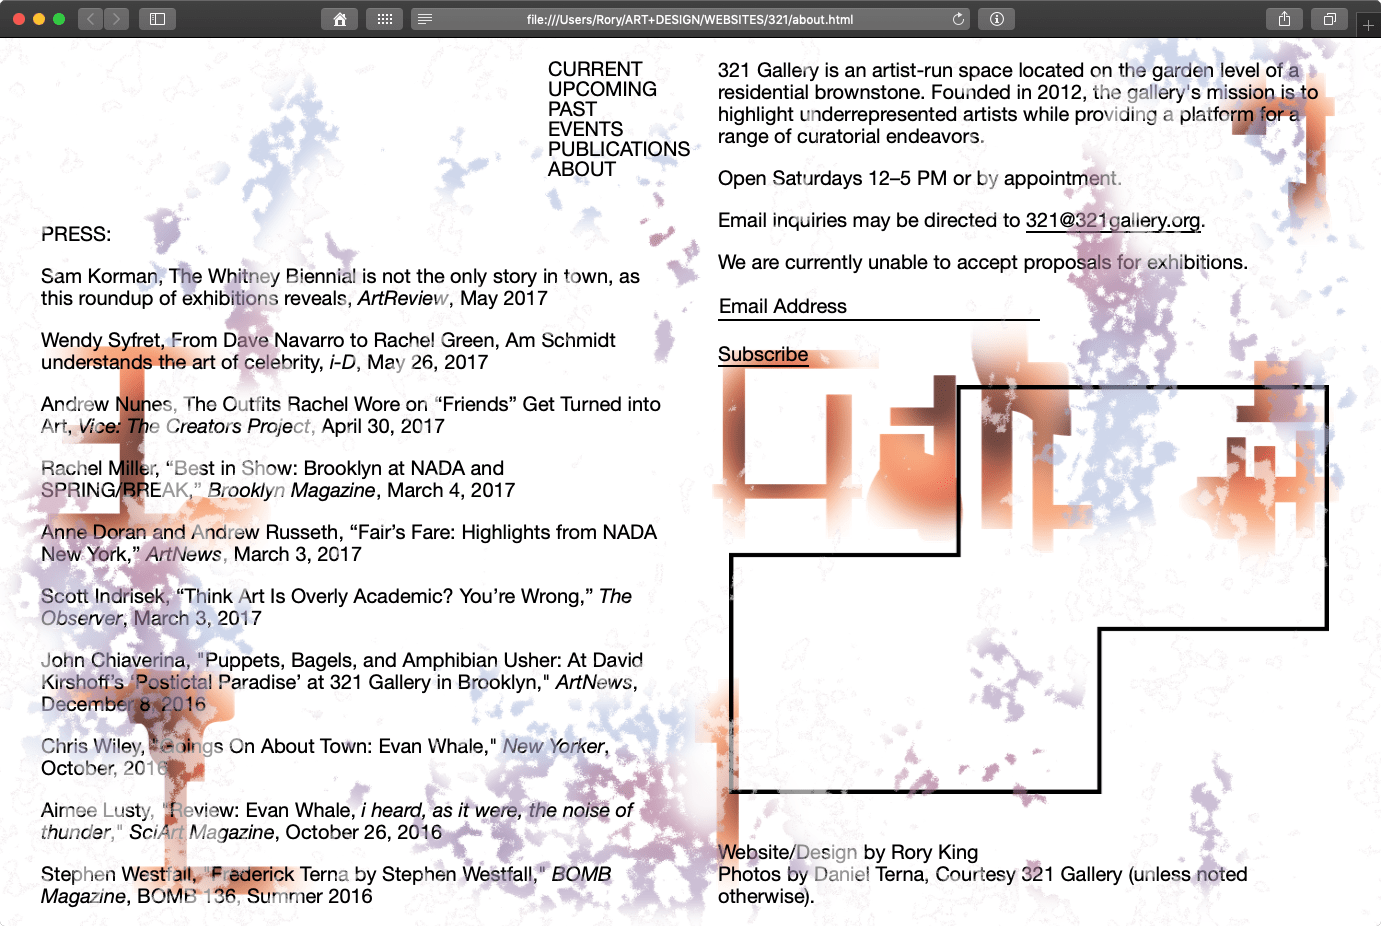 file:///Users/Rory/ART+DESIGN/WEBSITES/321/about.html
CURRENT
UPCOMING
PAST
EVENTS
PUBLICATIONS
ABOUT
PRESS:
Sam Korman, The Whitney Biennial is not the only story in town, as
this roundup of exhibitions reveals, ArtReview, May 2017
Wendy Syfret, From Dave Navarro to Rachel Green, Am Schmidt
understands the art of celebrity, i-D, May 26, 2017
Andrew Nunes, The Outfits Rachel Wore on “Friends” Get Turned into
Art, Vice: The Creators Project, April 30, 2017
Rachel Miller, “Best in Show: Brooklyn at NADA and
SPRING/BREAK,” Brooklyn Magazine, March 4, 2017
Anne Doran and Andrew Russeth, “Fair’s Fare: Highlights from NADA
New York,” ArtNews, March 3, 2017
Scott Indrisek, “Think Art Is Overly Academic? You’re Wrong,” The
Observer, March 3, 2017
John Chiaverina, "Puppets, Bagels, and Amphibian Usher: At David
Kirshoff’s ‘Postictal Paradise’ at 321 Gallery in Brooklyn," ArtNews,
December 8, 2016
Chris Wiley, "Goings On About Town: Evan Whale," New Yorker,
October, 2016
Aimee Lusty, "Review: Evan Whale, i heard, as it were, the noise of
thunder," SciArt Magazine, October 26, 2016
Stephen Westfall, "Frederick Terna by Stephen Westfall," BOMB
Magazine, BOMB 136, Summer 2016
321 Gallery is an artist-run space located on the garden level of a
residential brownstone. Founded in 2012, the gallery's mission is to
highlight underrepresented artists while providing a platform for a
range of curatorial endeavors.
Open Saturdays 12–5 PM or by appointment.
Email inquiries may be directed to 321@321gallery.org.
We are currently unable to accept proposals for exhibitions.
Email Address
Subscribe
Website/Design by Rory King
Photos by Daniel Terna, Courtesy 321 Gallery (unless noted
otherwise).